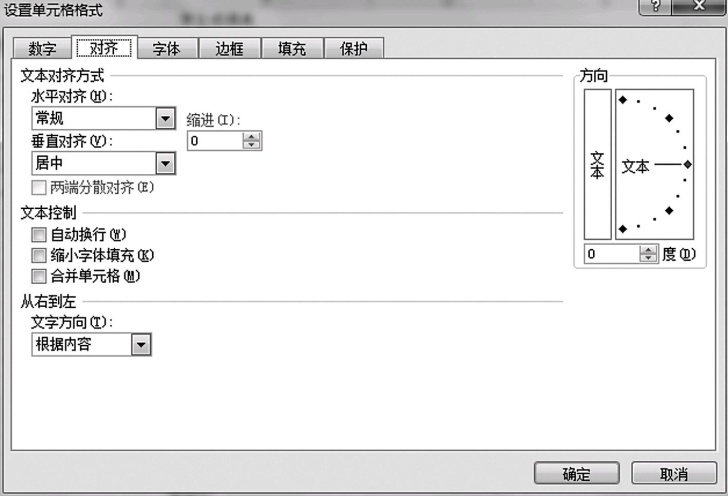 设置单元格格式
数字 对齐 字体 边框 填充 保护
文本对齐方式
水平对齐(H):
常规
缩进(I):
0
垂直对齐(V):
居中
两端分散对齐(E)
文本控制
自动换行(W)
缩小字体填充(K)
合并单元格(M)
从右到左
文字方向(T):
根据内容
方向
文本
文本
0 度(D)
确定 取消